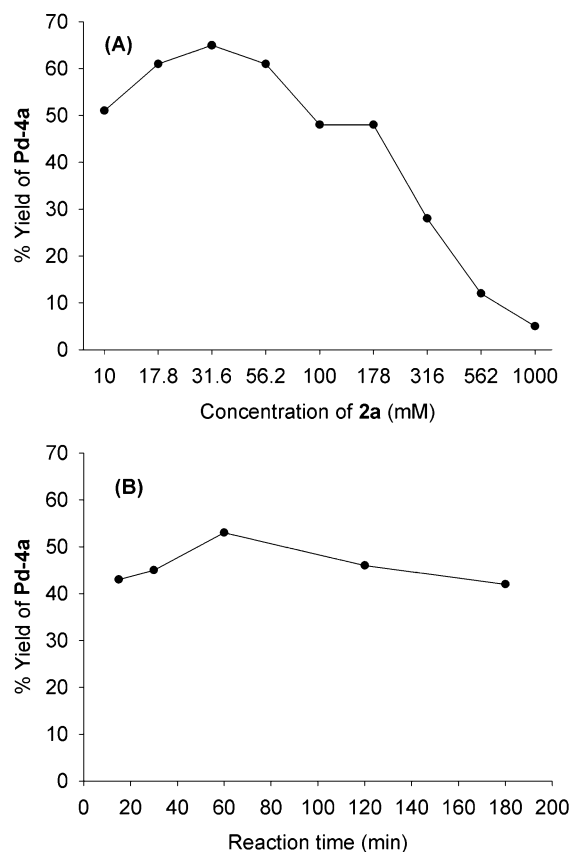 (A)
% Yield of Pd-4a
70
60
50
40
30
20
10
0
10 17.8 31.6 56.2 100 178 316 562 1000
Concentration of 2a (mM)
(B)
% Yield of Pd-4a
70
60
50
40
30
20
10
0
0 20 40 60 80 100 120 140 160 180 200
Reaction time (min)